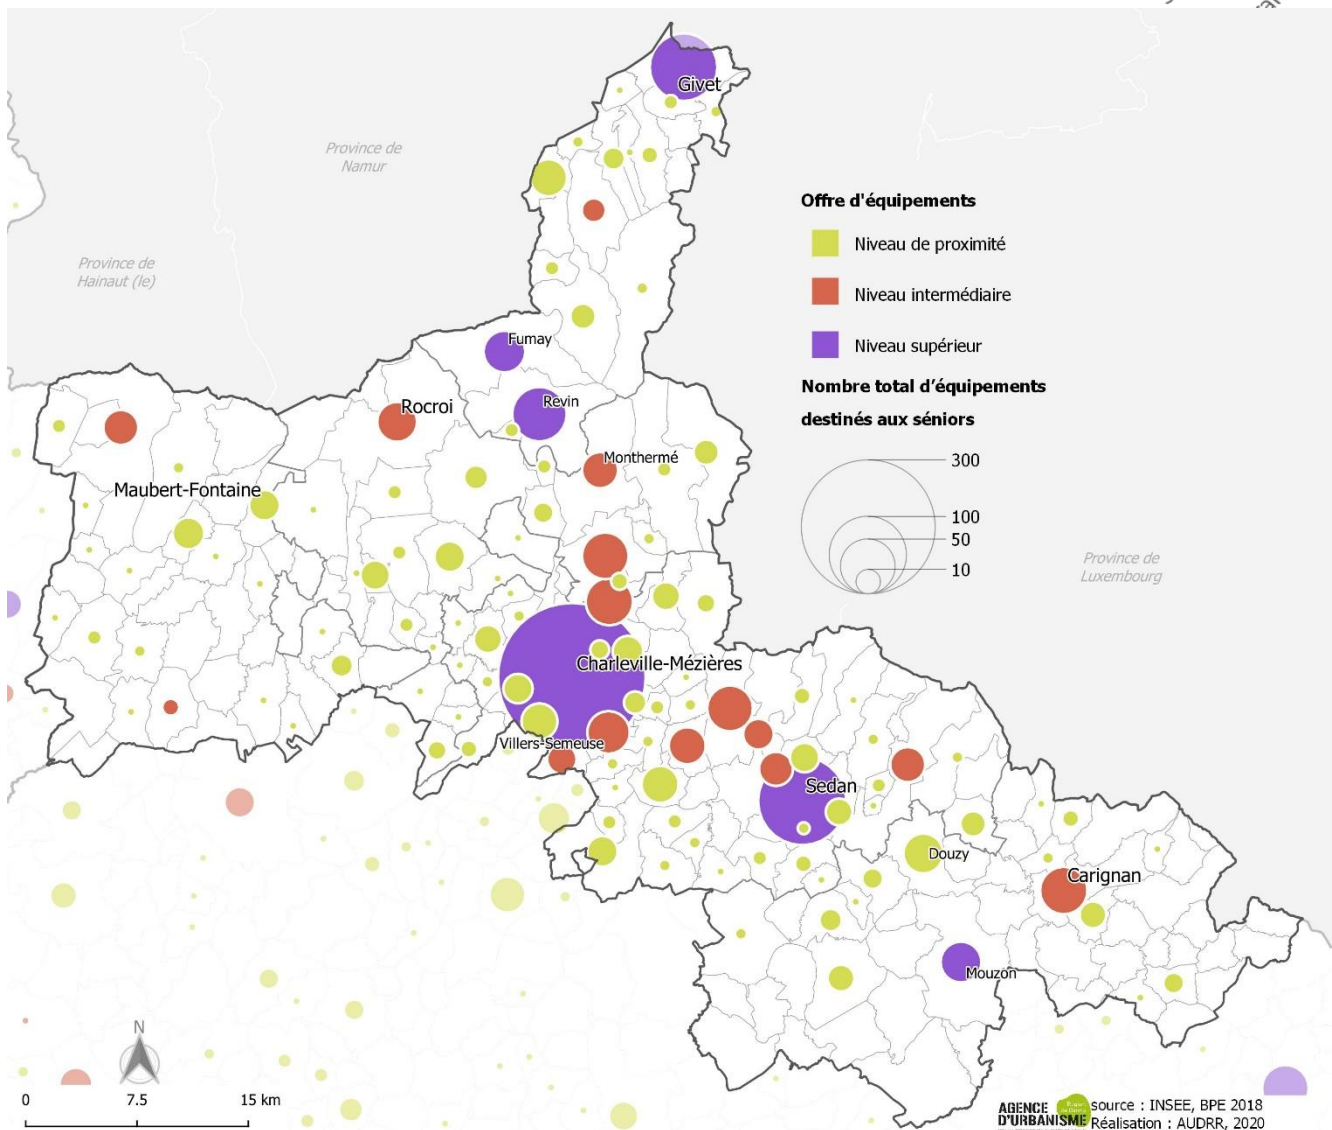 Givet
Province de
Namur
Offre d'équipements
Niveau de proximité
Province de
Hainaut (le)
Niveau intermédiaire
Fumay
Niveau supérieur
Nombre total d'équipements
destinés aux séniors
Revin
Rocroi
Monthermé
300
Maubert-Fontaine
100
50
10
Province de
Luxembourg
Charleville-Mézières
Villers-Semeuse
Sedan
Douzy
Carignan
Mouzon
N
0 7.5 15 km
AGENCE
D'URBANISME
source : INSEE, BPE 2018
Réalisation : AUDRR, 2020